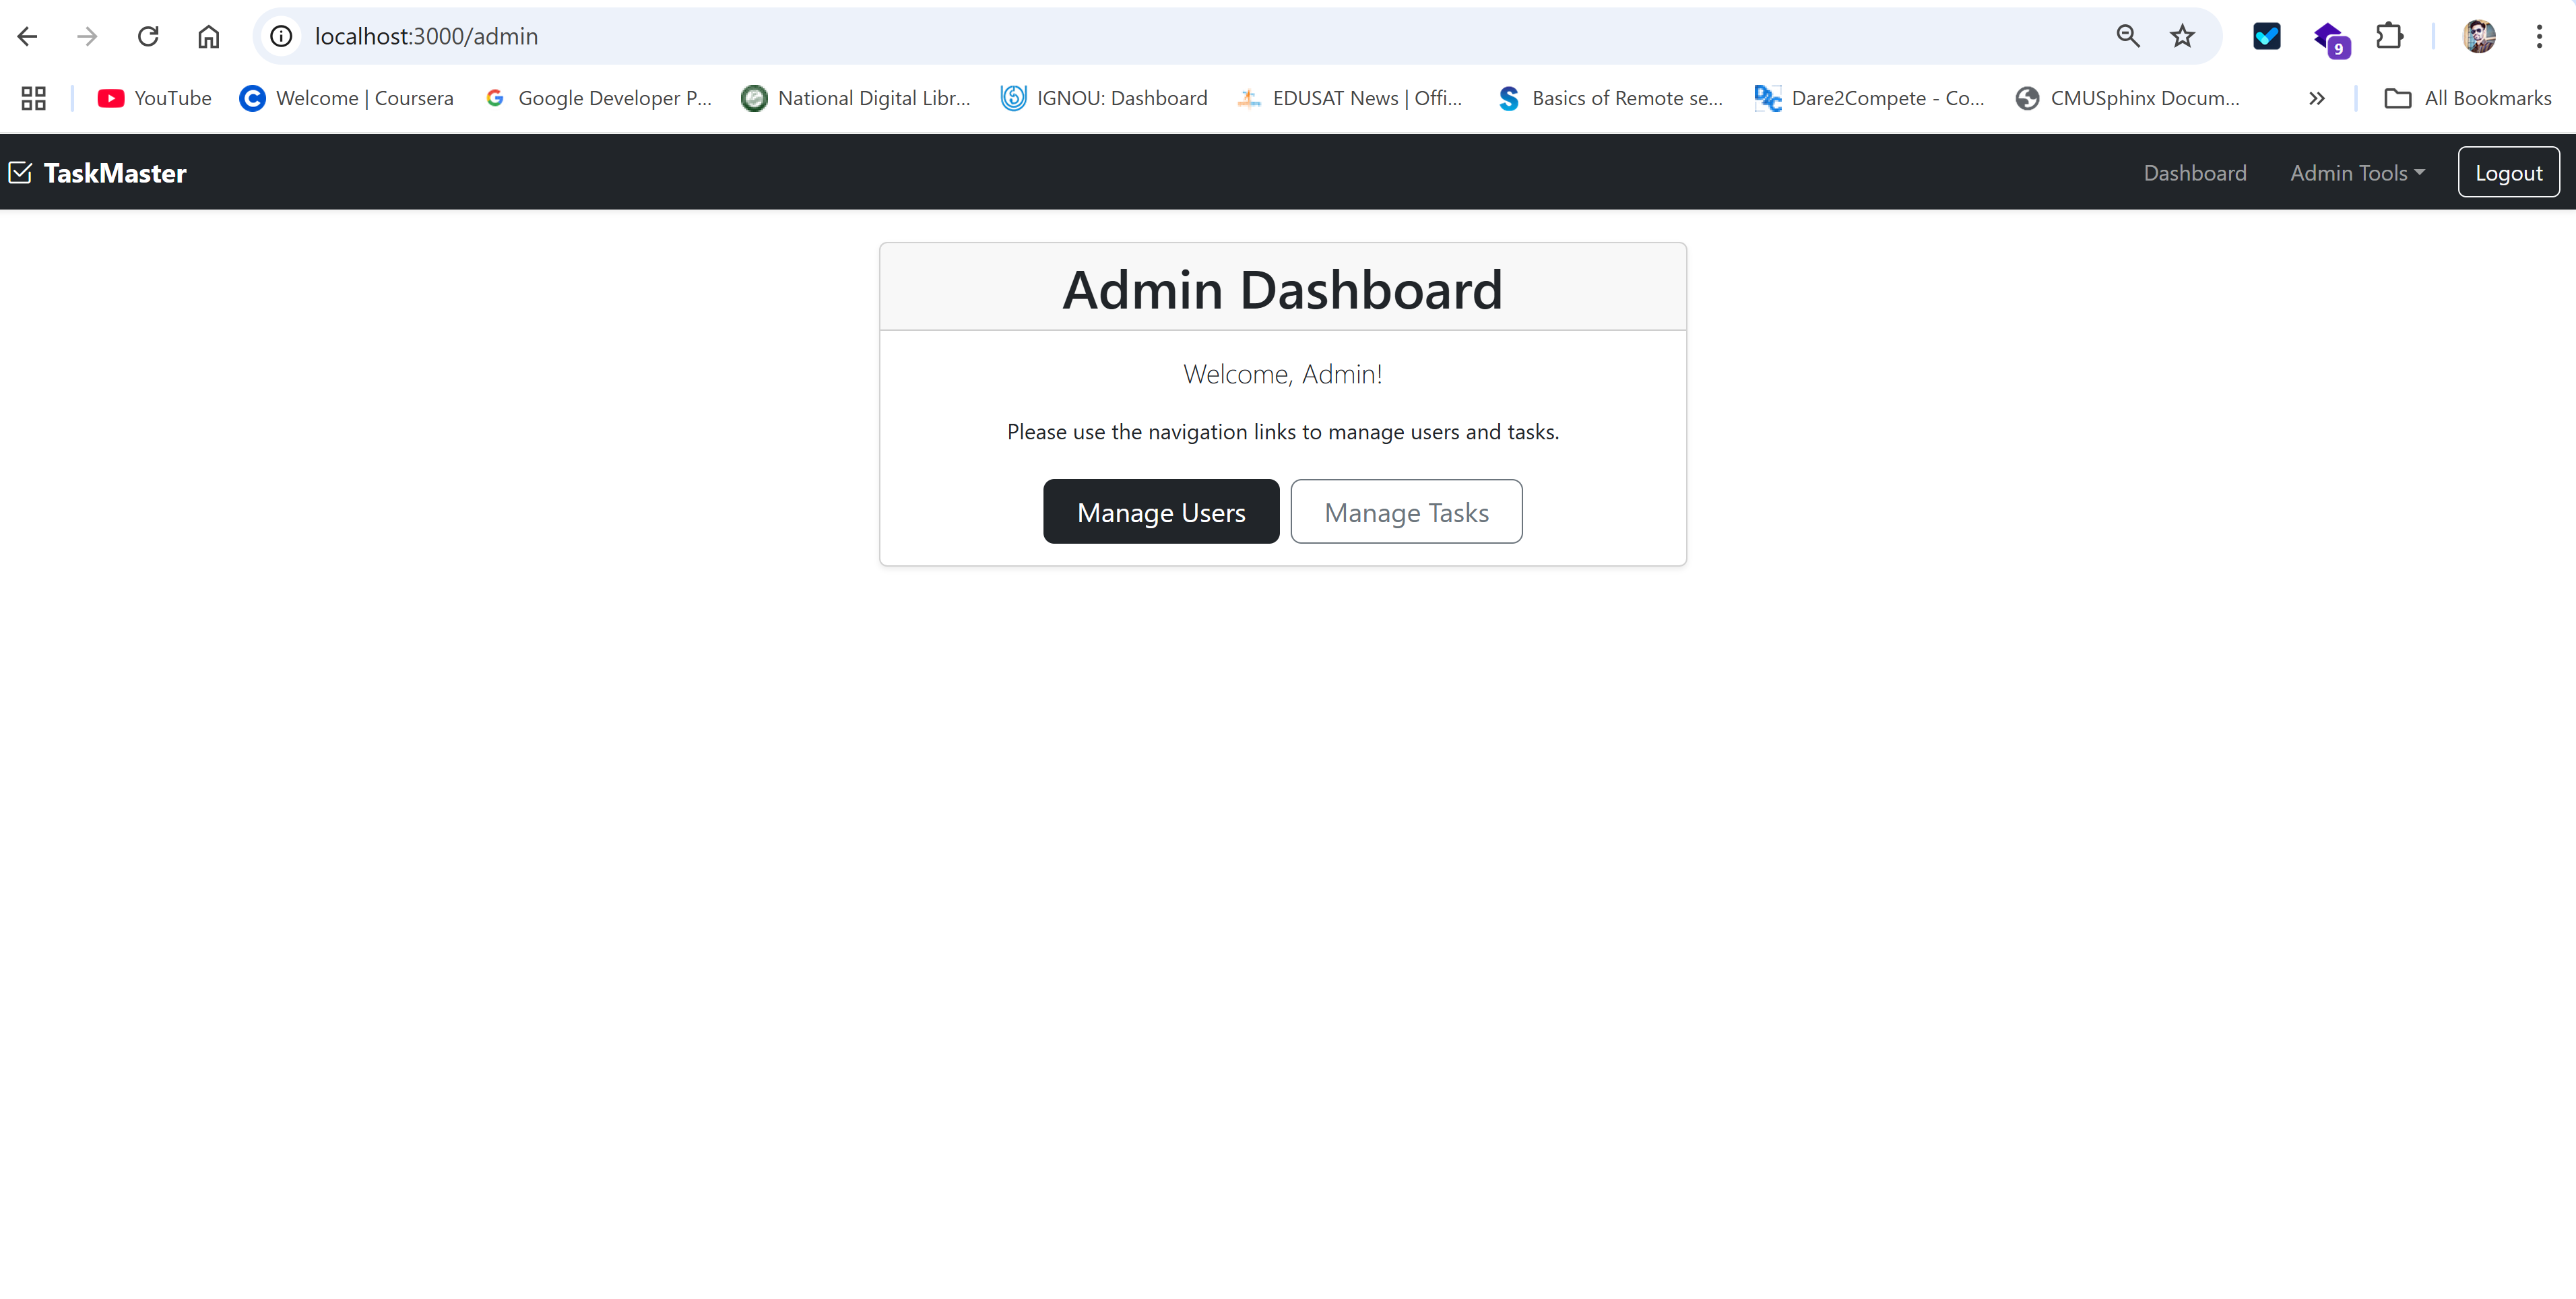 localhost:3000/admin
9
YouTube
Welcome | Coursera
Google Developer P...
National Digital Libr...
IGNOU: Dashboard
EDUSAT News | Offi...
Basics of Remote se...
Dare2Compete - Co...
CMUSphinx Docum...
All Bookmarks
TaskMaster
Dashboard
Admin Tools
Logout
Admin Dashboard
Welcome, Admin!
Please use the navigation links to manage users and tasks.
Manage Users
Manage Tasks